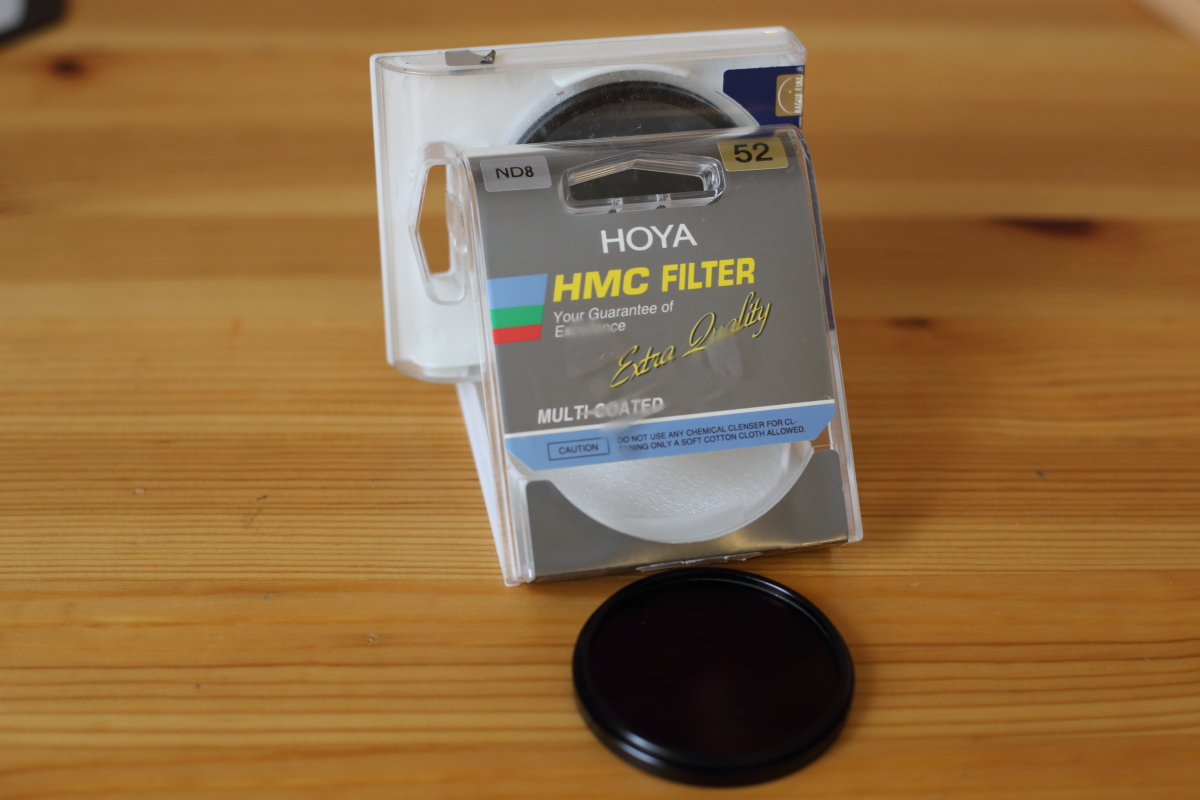 ND8
52
HOYA
HMC FILTER
Your Guarantee of
Excellence
Extra Quality
MULTI-COATED
CAUTION
DO NOT USE ANY CHEMICAL CLENSER FOR CL-
ANING ONLY A SOFT COTTON CLOTH ALLOWED.